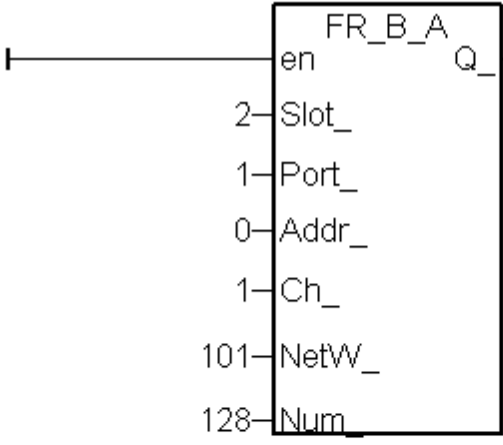 FR_B_A
en Q_
2 Slot_
1 Port_
0 Addr_
1 Ch_
101 NetW_
128 Num_